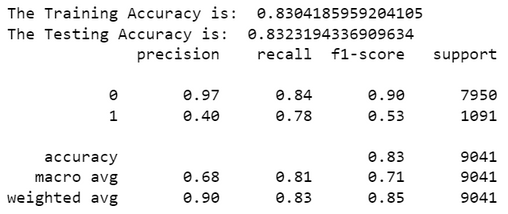 The Training Accuracy is:  0.8304185959204105
The Testing Accuracy is:  0.8323194336909634
              precision    recall  f1-score   support

           0       0.97      0.84      0.90      7950
           1       0.40      0.78      0.53      1091

    accuracy                           0.83      9041
   macro avg       0.68      0.81      0.71      9041
weighted avg       0.90      0.83      0.85      9041